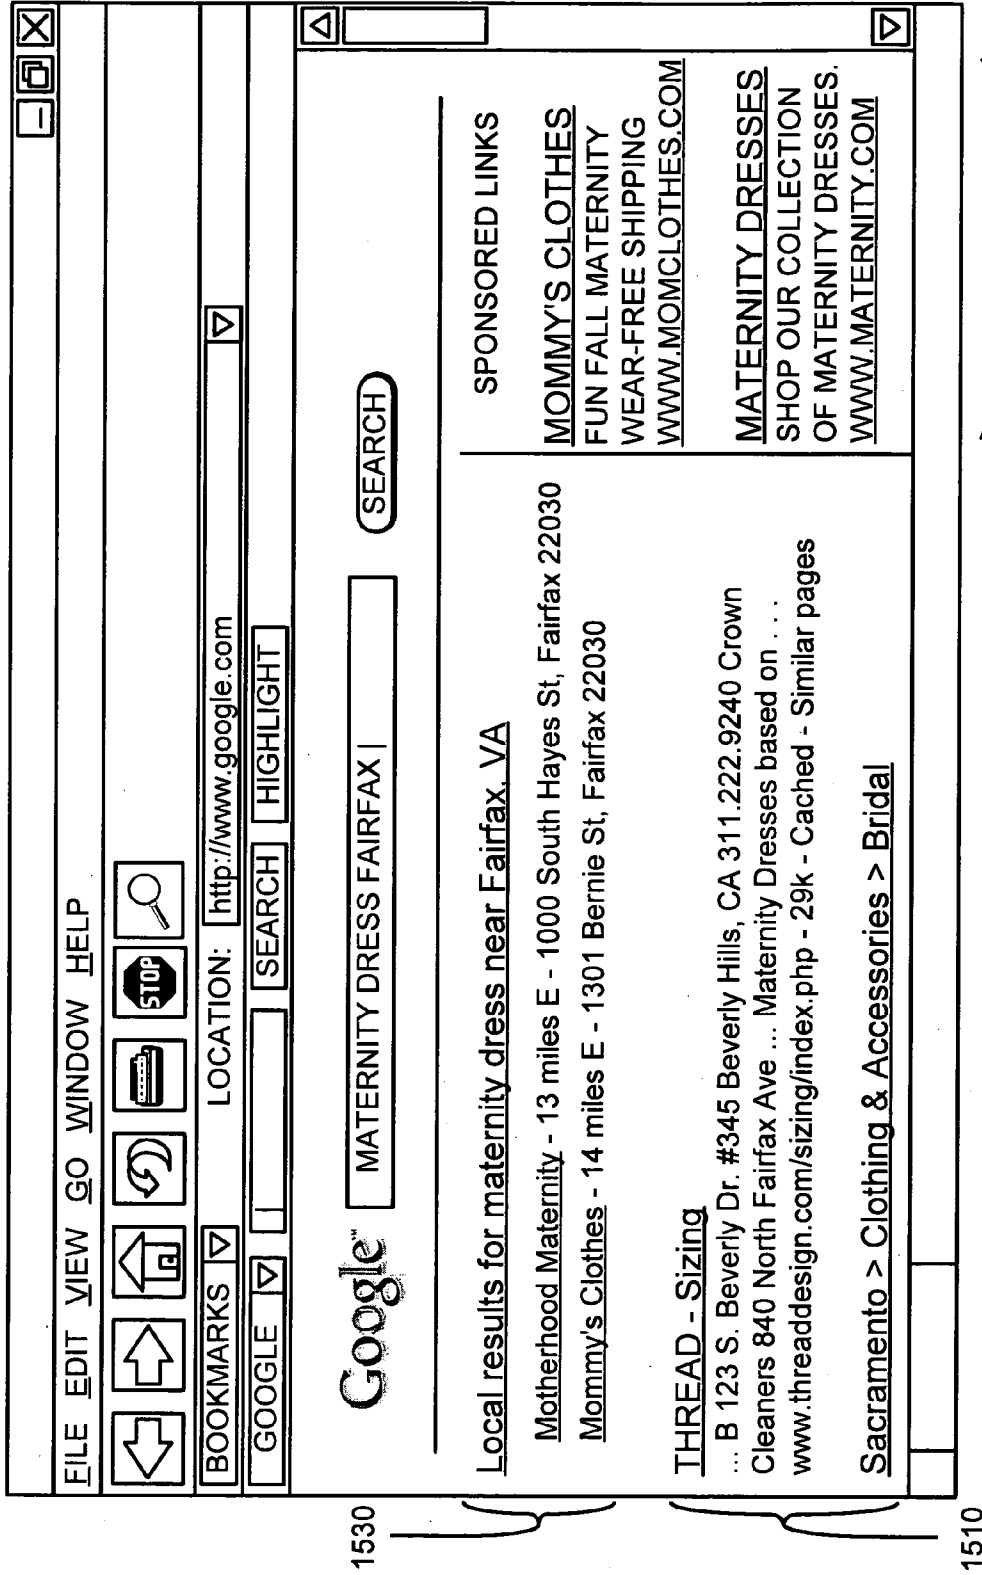 FILE EDIT VIEW GO WINDOW HELP
STOP
BOOKMARKS LOCATION: http://www.google.com
GOOGLE SEARCH HIGHLIGHT
Google™ MATERNITY DRESS FAIRFAX SEARCH
1530
Local results for maternity dress near Fairfax, VA
Motherhood Maternity - 13 miles E - 1000 South Hayes St, Fairfax 22030
Mommy's Clothes - 14 miles E - 1301 Bernie St, Fairfax 22030
THREAD - Sizing
... B 123 S. Beverly Dr. #345 Beverly Hills, CA 311.222.9240 Crown
Cleaners 840 North Fairfax Ave ... Maternity Dresses based on . . .
www.threaddesign.com/sizing/index.php - 29k - Cached - Similar pages
Sacramento > Clothing & Accessories > Bridal
1510
SPONSORED LINKS
MOMMY'S CLOTHES
FUN FALL MATERNITY
WEAR-FREE SHIPPING
WWW.MOMCLOTHES.COM
MATERNITY DRESSES
SHOP OUR COLLECTION
OF MATERNITY DRESSES.
WWW.MATERNITY.COM